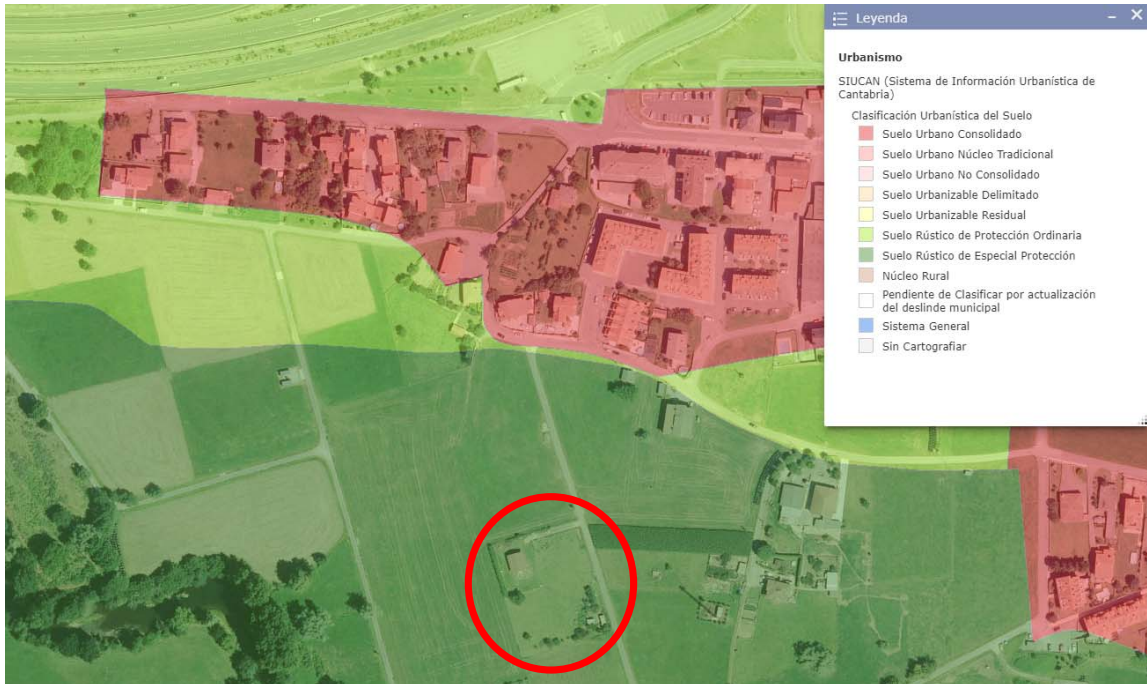 Leyenda
Urbanismo
SIUCAN (Sistema de Información Urbanística de
Cantabria)
Clasificación Urbanística del Suelo
Suelo Urbano Consolidado
Suelo Urbano Núcleo Tradicional
Suelo Urbano No Consolidado
Suelo Urbanizable Delimitado
Suelo Urbanizable Residual
Suelo Rústico de Protección Ordinaria
Suelo Rústico de Especial Protección
Núcleo Rural
Pendiente de Clasificar por actualización
del deslinde municipal
Sistema General
Sin Cartografiar